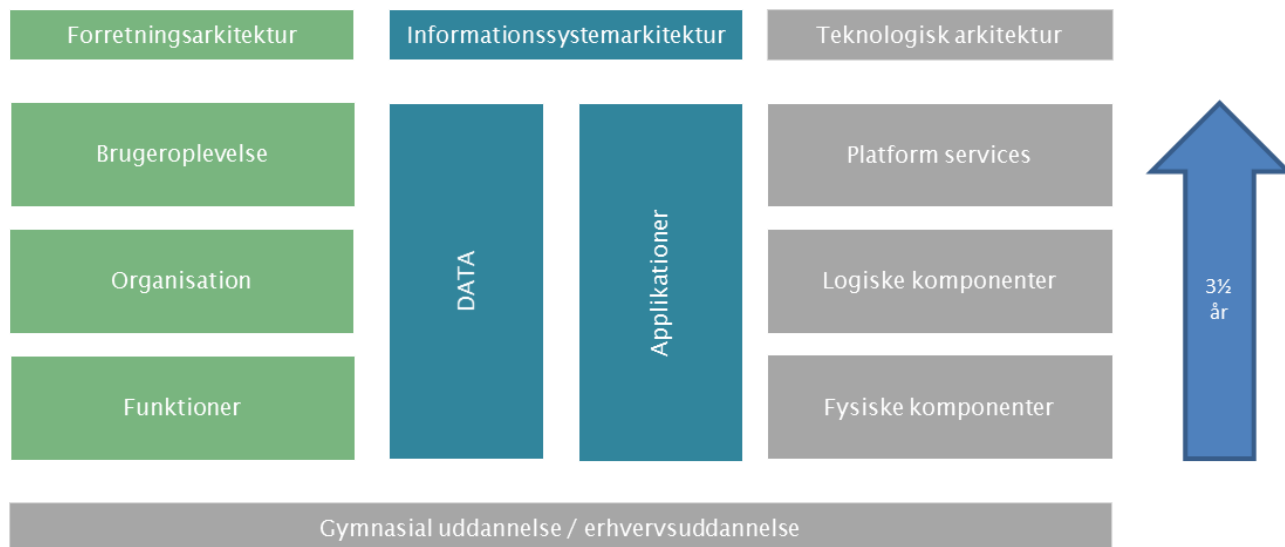 Forretningsarkitektur
Informationssystemarkitektur
Teknologisk arkitektur
Brugeroplevelse
Organisation
Funktioner
DATA
Applikationer
Platform services
Logiske komponenter
Fysiske komponenter
3½
år
Gymnasial uddannelse / erhvervsuddannelse